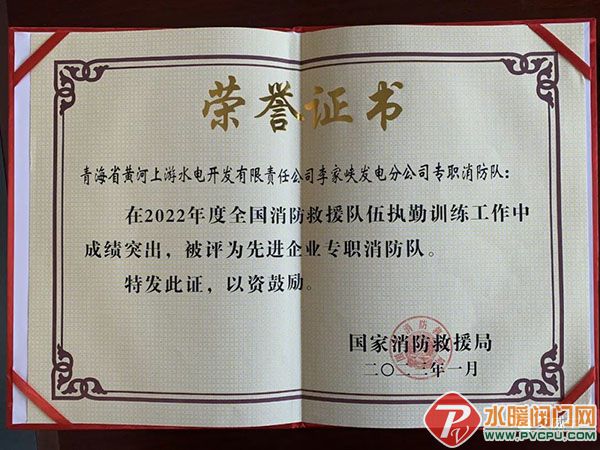 荣誉证书
青海省黄河上游水电开发有限责任公司李家峡发电分公司专职消防队：
在2022年度全国消防救援队伍执勤训练工作中
成绩突出，被评为先进企业专职消防队。
特发此证，以资鼓励。
国家消防救援局
二〇二三年一月
PV
水暖阀门网
www.PVCPU.com